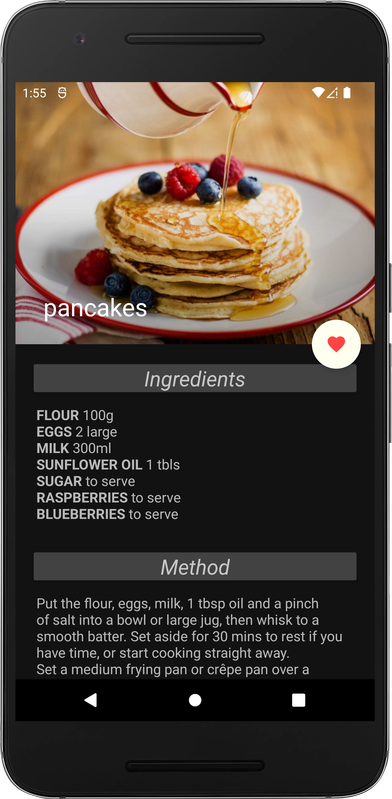 1:55
pancakes
Ingredients
FLOUR 100g
EGGS 2 large
MILK 300ml
SUNFLOWER OIL 1 tbls
SUGAR to serve
RASPBERRIES to serve
BLUEBERRIES to serve
Method
Put the flour, eggs, milk, 1 tbsp oil and a pinch
of salt into a bowl or large jug, then whisk to a
smooth batter. Set aside for 30 mins to rest if you
have time, or start cooking straight away.
Set a medium frying pan or crêpe pan over a